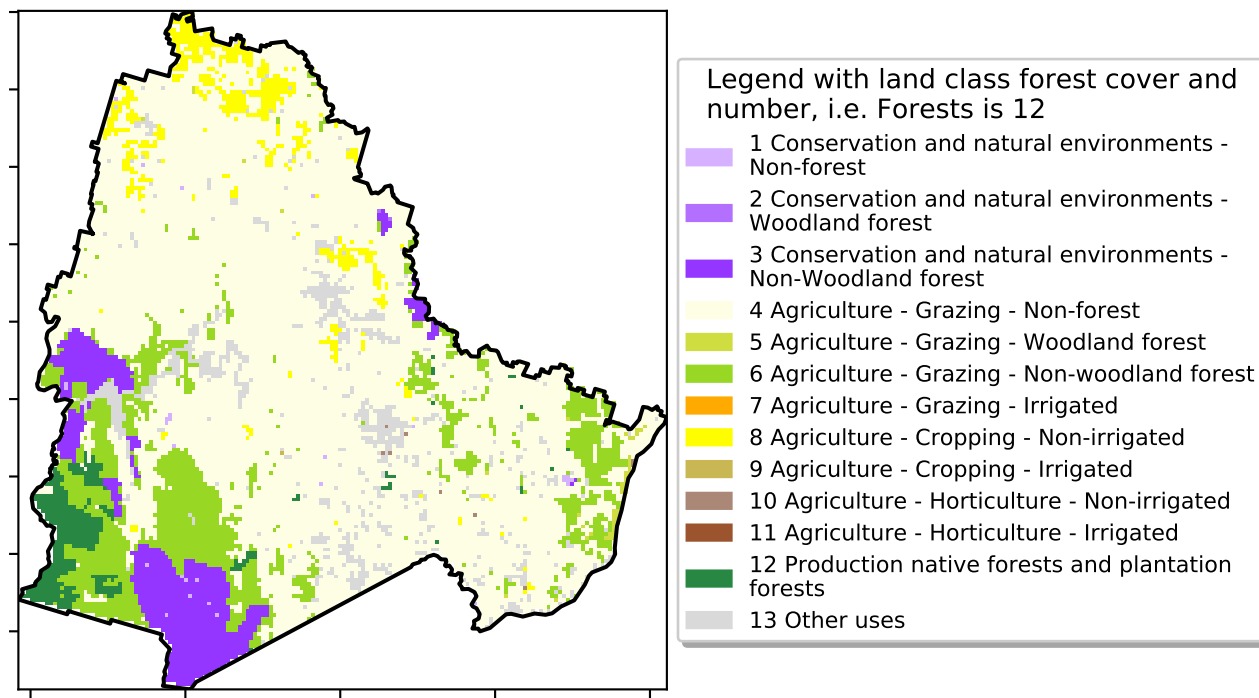 Legend with land class forest cover and
number, i.e. Forests is 12
1 Conservation and natural environments -
Non-forest
2 Conservation and natural environments -
Woodland forest
3 Conservation and natural environments -
Non-Woodland forest
4 Agriculture - Grazing - Non-forest
5 Agriculture - Grazing - Woodland forest
6 Agriculture - Grazing - Non-woodland forest
7 Agriculture - Grazing - Irrigated
8 Agriculture - Cropping - Non-irrigated
9 Agriculture - Cropping - Irrigated
10 Agriculture - Horticulture - Non-irrigated
11 Agriculture - Horticulture - Irrigated
12 Production native forests and plantation
forests
13 Other uses